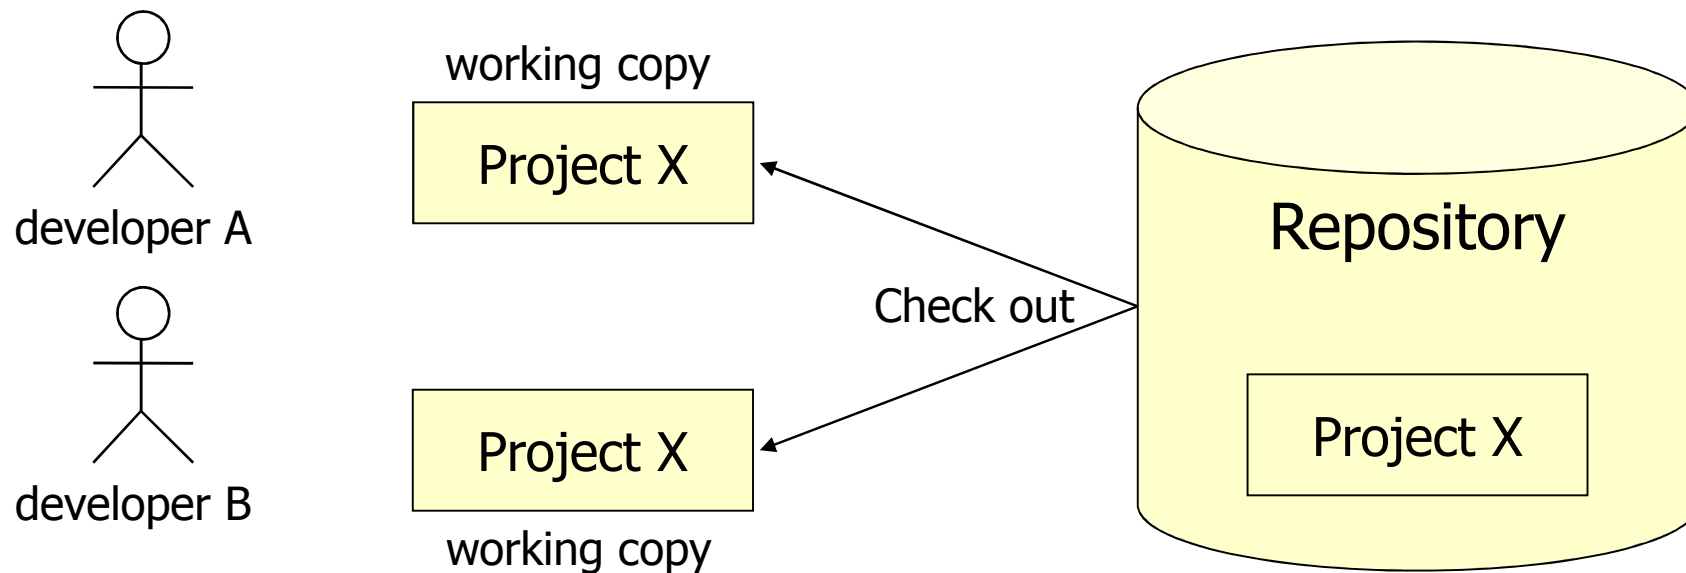 working copy
Project X
developer A
Repository
Check out
Project X
Project X
developer B
working copy